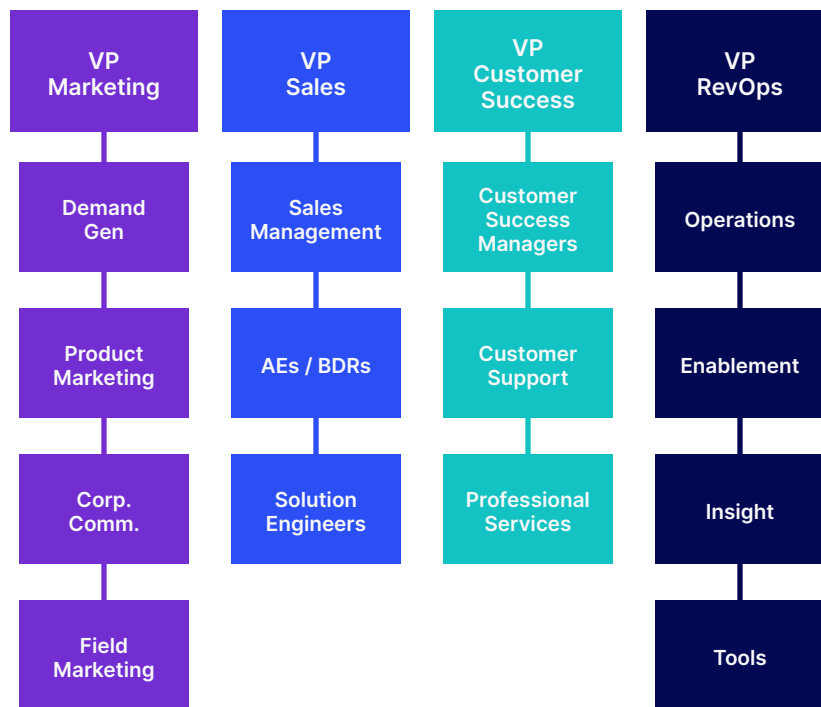 VP
Marketing
VP
Sales
VP
Customer
Success
VP
RevOps
Demand
Gen
Sales
Management
Customer
Success
Managers
Operations
Product
Marketing
AEs / BDRs
Customer
Support
Enablement
Corp.
Comm.
Solution
Engineers
Professional
Services
Insight
Field
Marketing
Tools